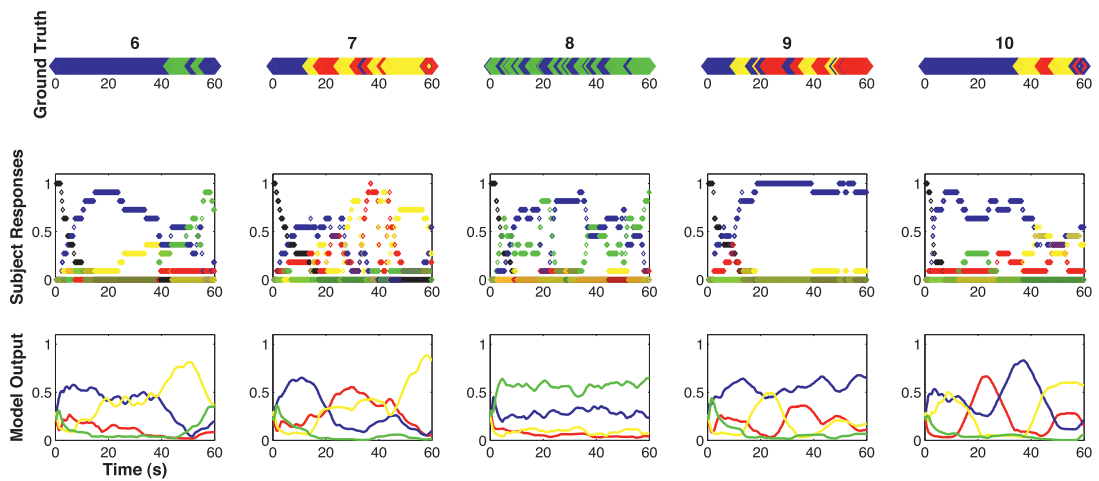 6 7 8 9 10
Ground Truth
0 20 40 60 0 20 40 60 0 20 40 60 0 20 40 60 0 20 40 60
Subject Responses
1 1 1 1 1
0.5 0.5 0.5 0.5 0.5
0 0 0 0 0
0 20 40 60 0 20 40 60 0 20 40 60 0 20 40 60 0 20 40 60
Model Output
1 1 1 1 1
0.5 0.5 0.5 0.5 0.5
0 0 0 0 0
0 20 40 60 0 20 40 60 0 20 40 60 0 20 40 60 0 20 40 60
Time (s)